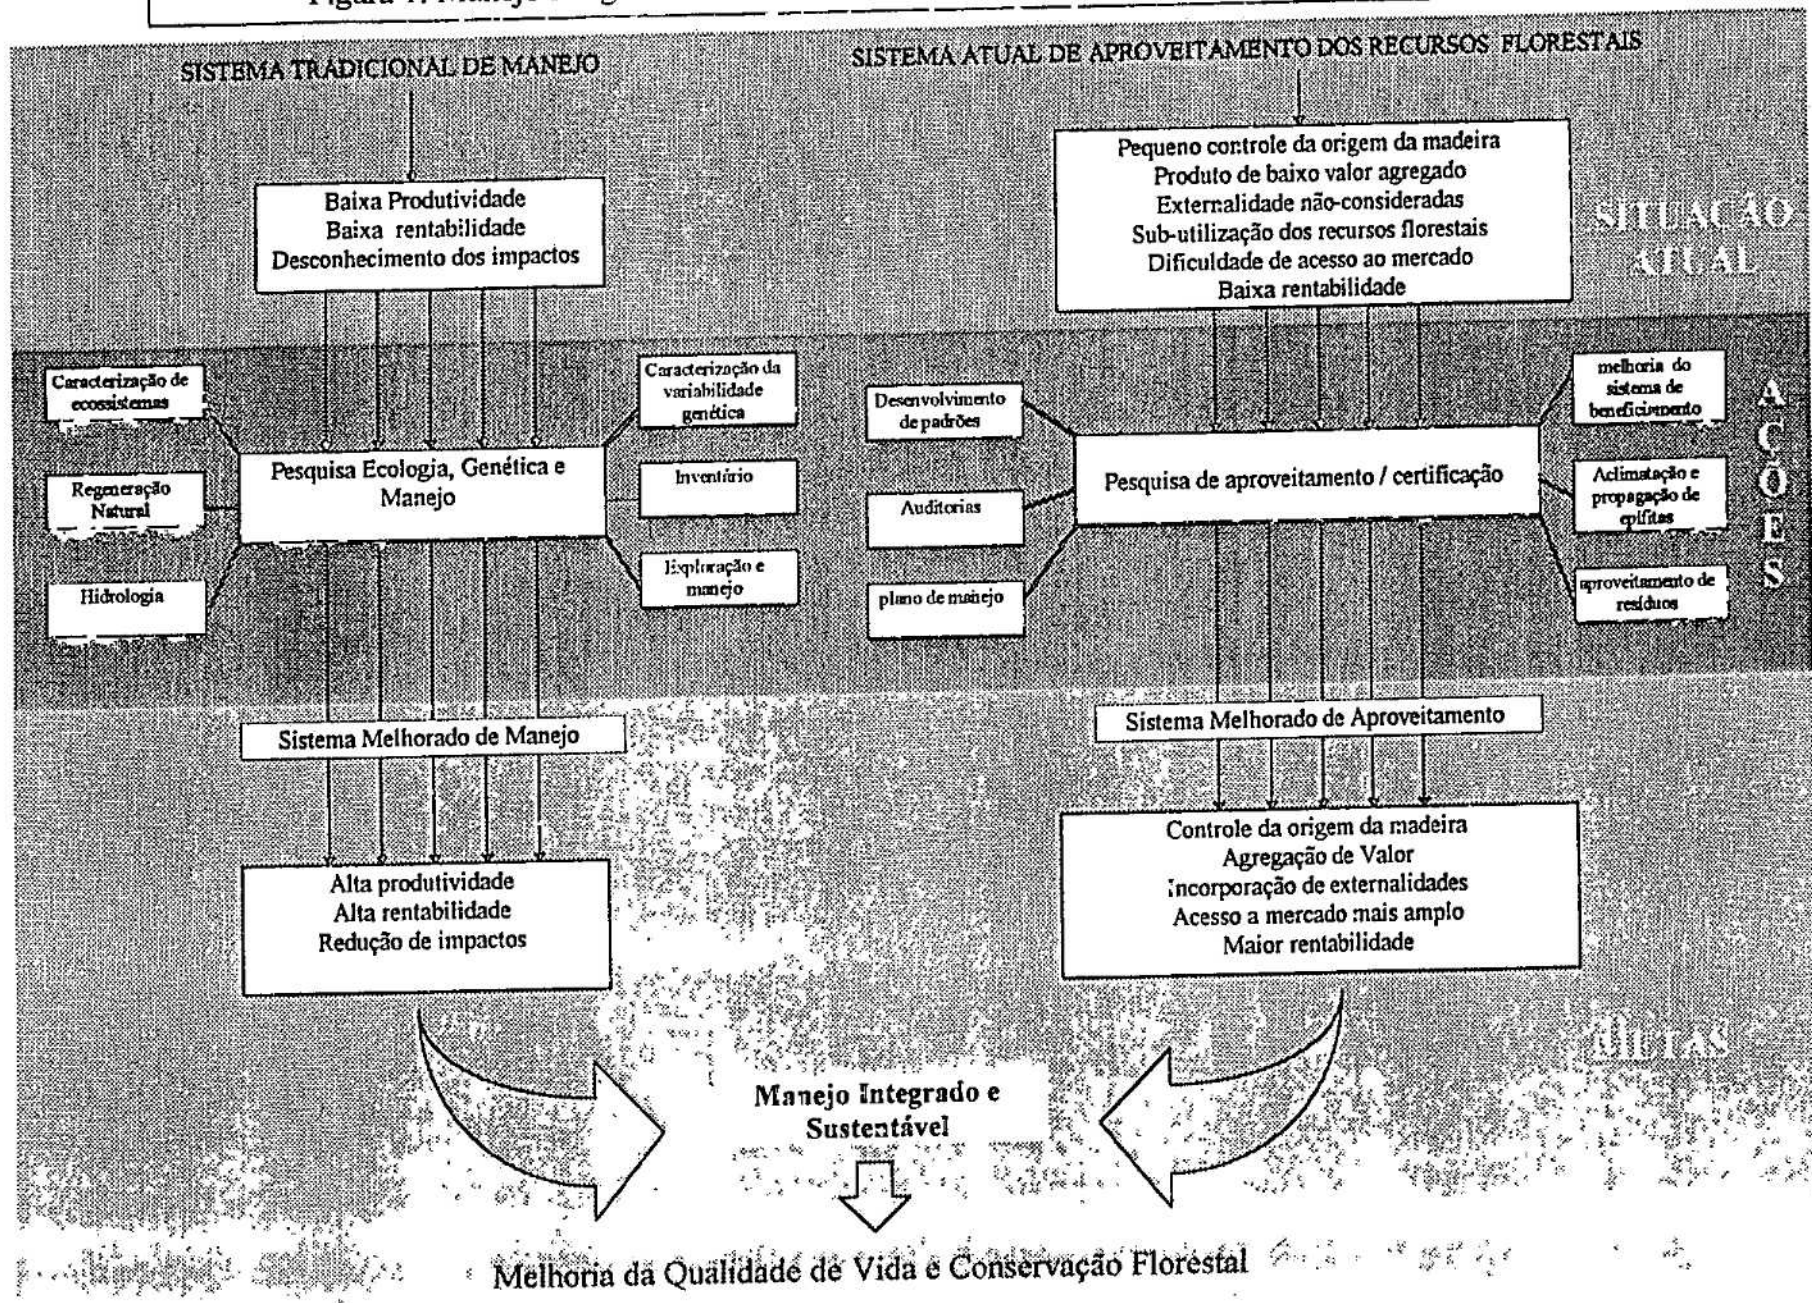 Figura 1. Manejo
SISTEMA TRADICIONAL DE MANEJO
SISTEMA ATUAL DE APROVEITAMENTO DOS RECURSOS FLORESTAIS
Baixa Produtividade
Baixa rentabilidade
Desconhecimento dos impactos
Pequeno controle da origem da madeira
Produto de baixo valor agregado
Externalidade não-consideradas
Sub-utilização dos recursos florestais
Dificuldade de acesso ao mercado
Baixa rentabilidade
SITUAÇÃO
ATUAL
Caracterização de
ecossistemas
Regeneração
Natural
Hidrologia
Pesquisa Ecologia, Genética e
Manejo
Caracterização da
variabilidade
genética
Inventário
Exploração e
manejo
Desenvolvimento
de padrões
Auditorias
plano de manejo
Pesquisa de aproveitamento / certificação
melhoria do
sistema de
beneficimento
Aclimatação e
propagação de
epífitas
aproveitamento de
resíduos
AÇÕES
Sistema Melhorado de Manejo
Sistema Melhorado de Aproveitamento
Alta produtividade
Alta rentabilidade
Redução de impactos
Controle da origem da madeira
Agregação de Valor
Incorporação de externalidades
Acesso a mercado mais amplo
Maior rentabilidade
METAS
Manejo Integrado e
Sustentável
Melhoria da Qualidade de Vida e Conservação Florestal